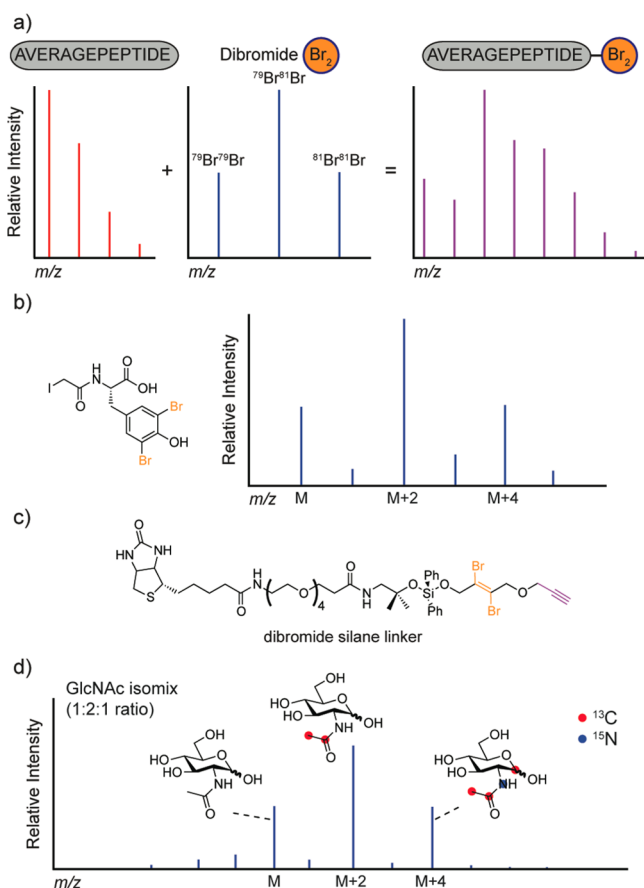 a)
AVERAGEPEPTIDE
Dibromide Br2
AVERAGEPEPTIDE Br2
Relative Intensity
m/z
+
⁷⁹Br⁷⁹Br
⁷⁹Br⁸¹Br
⁸¹Br⁸¹Br
m/z
=
Relative Intensity
m/z
b)
I
O
H
N
O
OH
Br
OH
Br
Relative Intensity
m/z
M
M+2
M+4
c)
O
HN
NH
S
H
N
O
O
4
O
N
H
O
Ph
Si
Ph
O
Br
Br
O
dibromide silane linker
d)
GlcNAc isomix
(1:2:1 ratio)
Relative Intensity
OH
HO
HO
O
NH
OH
O
OH
HO
HO
O
NH
OH
O
OH
HO
HO
O
NH
OH
O
¹³C
¹⁵N
m/z
M
M+2
M+4